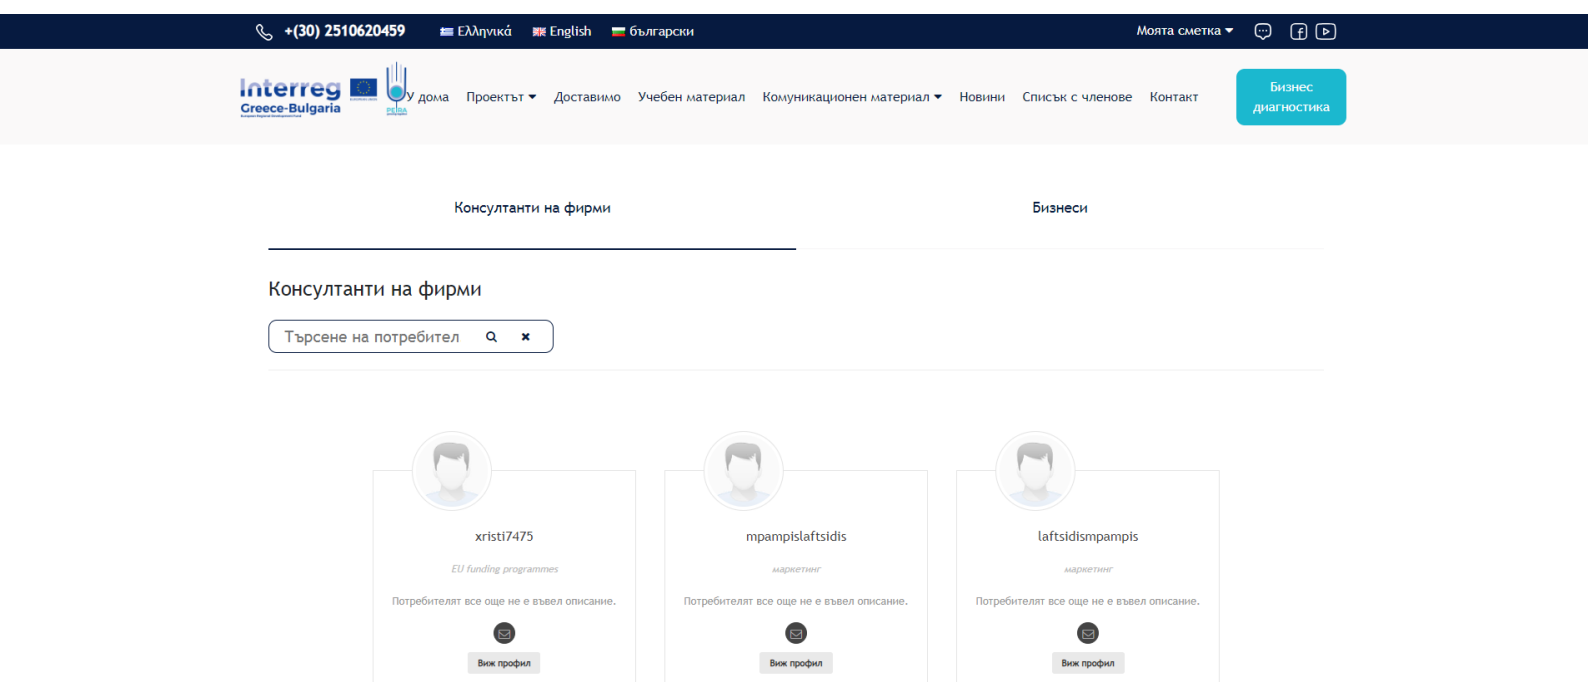 +(30) 2510620459 Ελληνικά English български Моята сметка
Interreg
Greece-Bulgaria
PEIRA
У дома Проектът Доставимо Учебен материал Комуникационен материал Новини Списък с членове Контакт
Бизнес
диагностика
Консултанти на фирми Бизнеси
Консултанти на фирми
Търсене на потребител
xristi7475 mpampislaftsidis laftsidismpampis
EU funding programmes маркетинг маркетинг
Потребителят все още не е въвел описание. Потребителят все още не е въвел описание. Потребителят все още не е въвел описание.
Виж профил Виж профил Виж профил